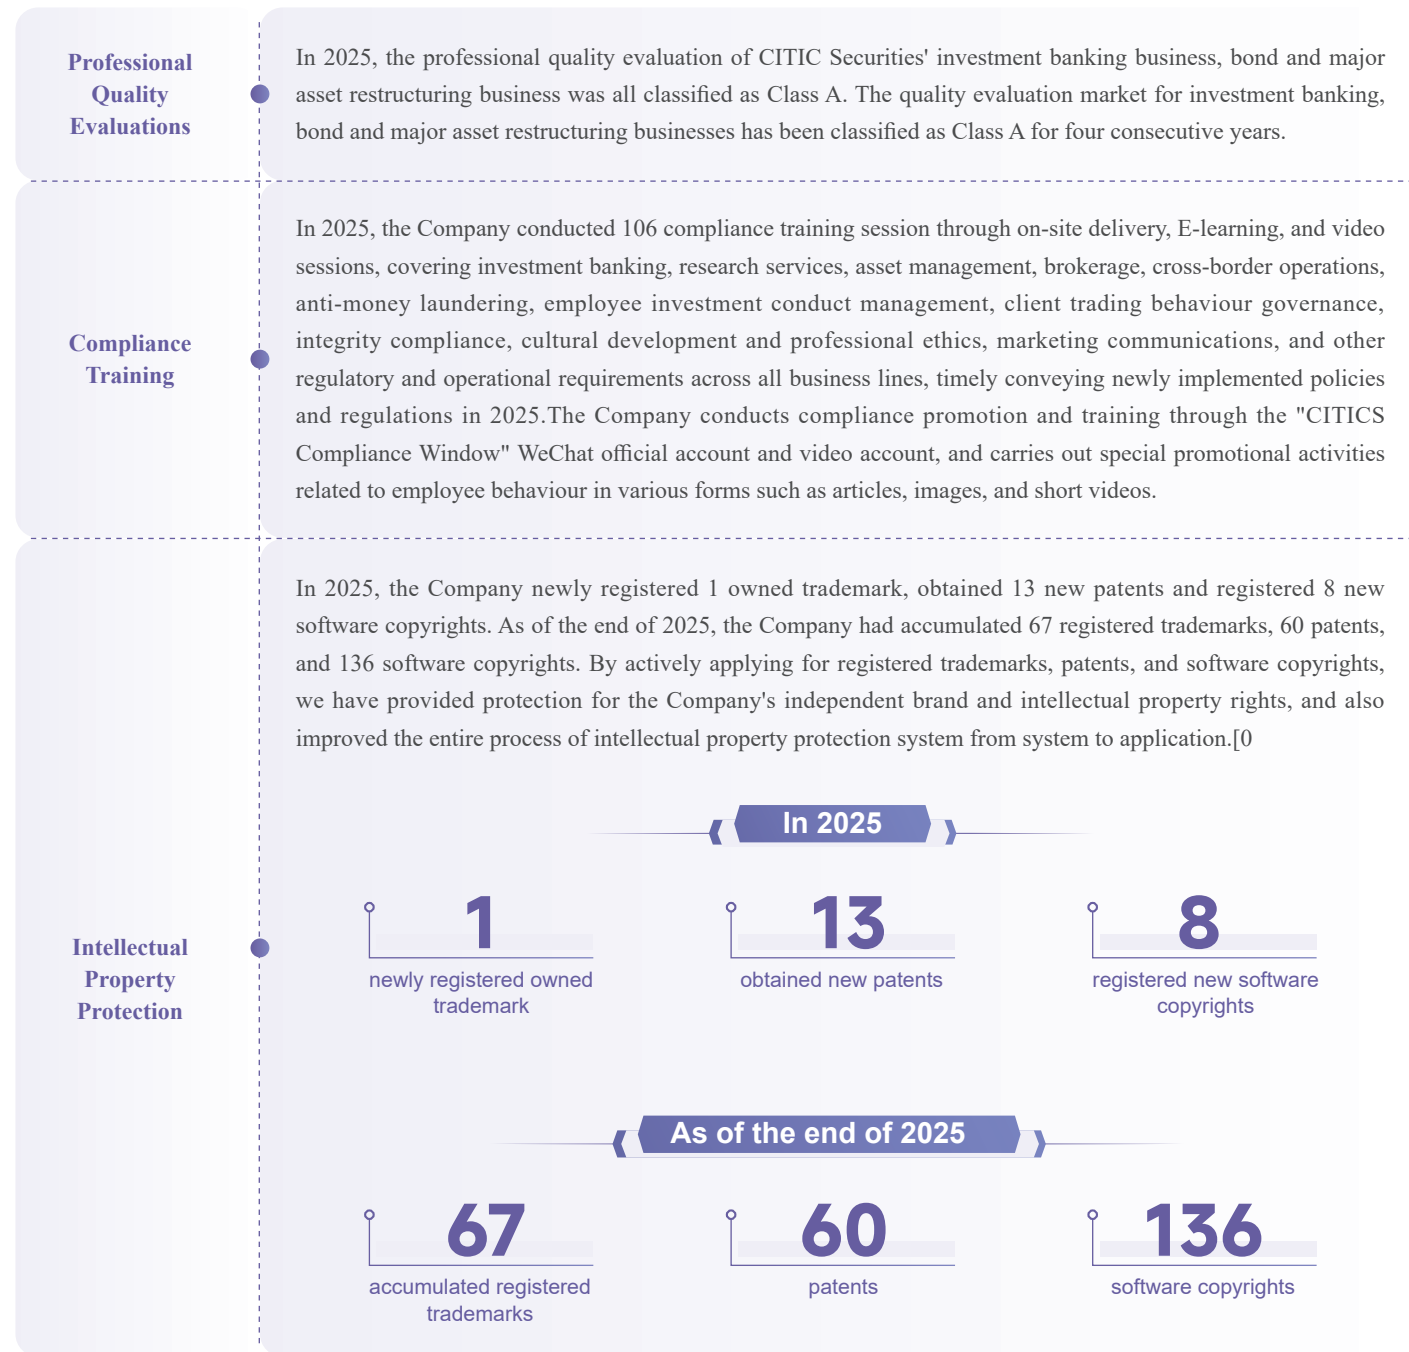 Professional
Quality
Evaluations
In 2025, the professional quality evaluation of CITIC Securities' investment banking business, bond and major
asset restructuring business was all classified as Class A. The quality evaluation market for investment banking,
bond and major asset restructuring businesses has been classified as Class A for four consecutive years.
Compliance
Training
In 2025, the Company conducted 106 compliance training session through on-site delivery, E-learning, and video
sessions, covering investment banking, research services, asset management, brokerage, cross-border operations,
anti-money laundering, employee investment conduct management, client trading behaviour governance,
integrity compliance, cultural development and professional ethics, marketing communications, and other
regulatory and operational requirements across all business lines, timely conveying newly implemented policies
and regulations in 2025.The Company conducts compliance promotion and training through the "CITICS
Compliance Window" WeChat official account and video account, and carries out special promotional activities
related to employee behaviour in various forms such as articles, images, and short videos.
Intellectual
Property
Protection
In 2025, the Company newly registered 1 owned trademark, obtained 13 new patents and registered 8 new
software copyrights. As of the end of 2025, the Company had accumulated 67 registered trademarks, 60 patents,
and 136 software copyrights. By actively applying for registered trademarks, patents, and software copyrights,
we have provided protection for the Company's independent brand and intellectual property rights, and also
improved the entire process of intellectual property protection system from system to application.[0
In 2025
1
newly registered owned
trademark
13
obtained new patents
8
registered new software
copyrights
As of the end of 2025
67
accumulated registered
trademarks
60
patents
136
software copyrights